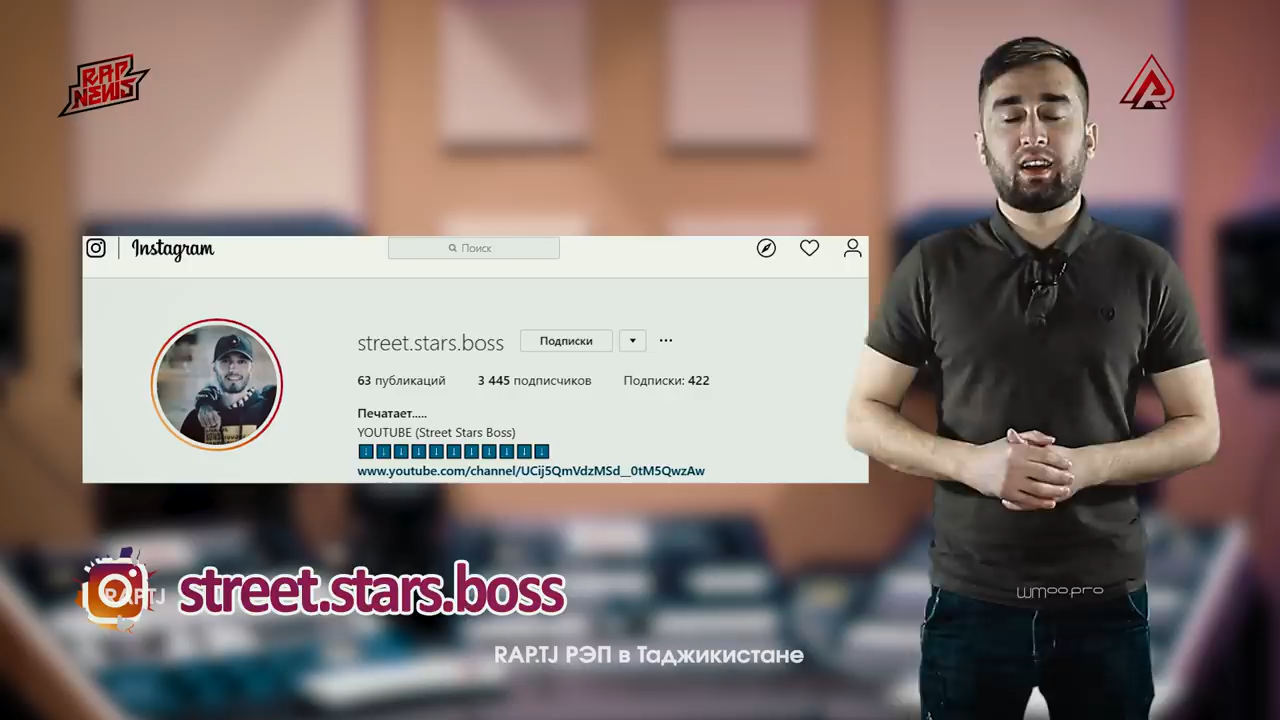 RAP
NEWS
Instagram
Поиск
street.stars.boss
Подписки
63 публикаций
3 445 подписчиков
Подписки: 422
Печатает.....
YOUTUBE (Street Stars Boss)
www.youtube.com/channel/UCij5QmVdzMSd__0tM5QwzAw
RAP.TJ
street.stars.boss
wmoo.pro
RAP.TJ РЭП в Таджикистане